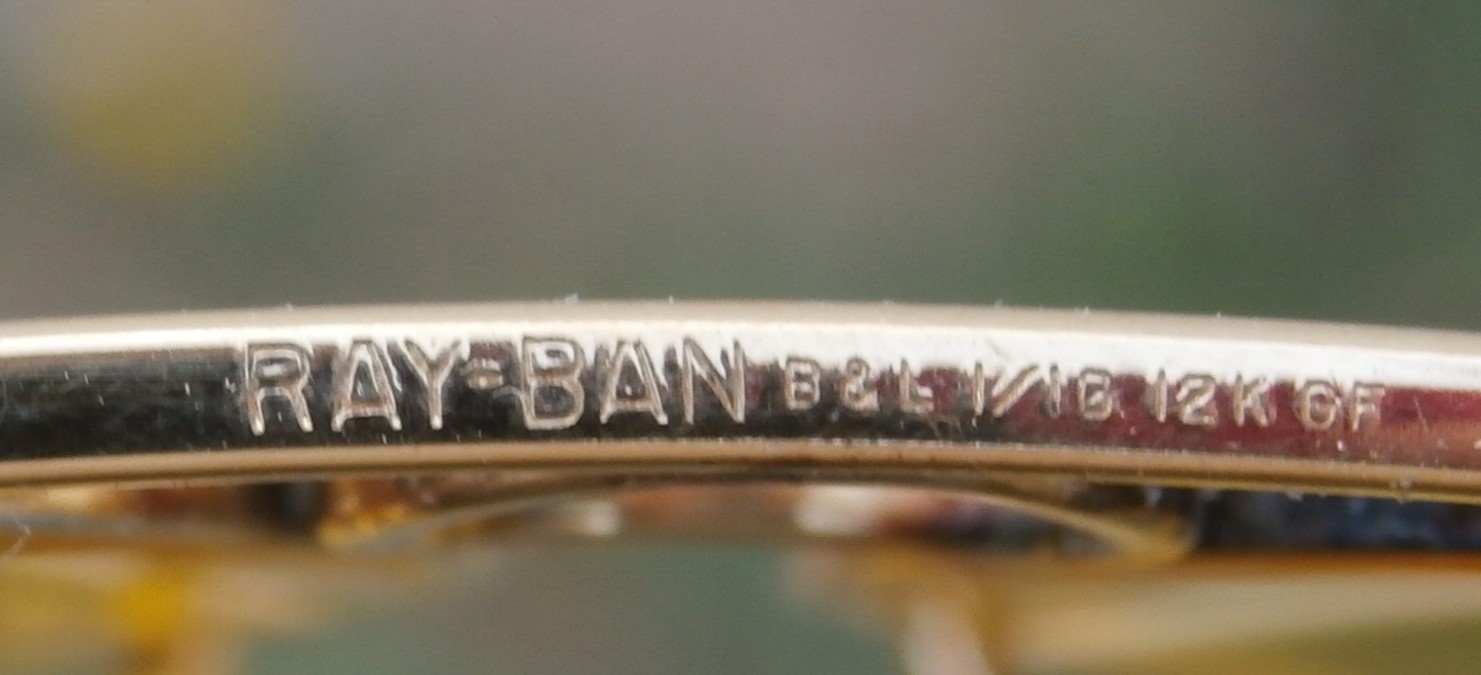 RAY-BAN B&L 1/10 12K GF